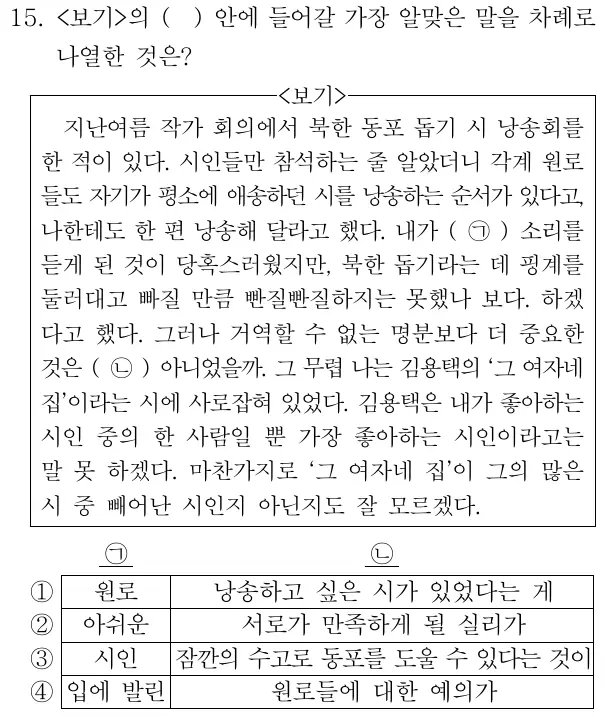 15. <보기>의 (   ) 안에 들어갈 가장 알맞은 말을 차례로
나열한 것은?
<보기>
지난여름 작가 회의에서 북한 동포 돕기 시 낭송회를
한 적이 있다. 시인들만 참석하는 줄 알았더니 각계 원로
들도 자기가 평소에 애송하던 시를 낭송하는 순서가 있다고,
나한테도 한 편 낭송해 달라고 했다. 내가 ( ㉠ ) 소리를
듣게 된 것이 당혹스러웠지만, 북한 돕기라는 데 핑계를
둘러대고 빠질 만큼 빤질빤질하지는 못했나 보다. 하겠
다고 했다. 그러나 거역할 수 없는 명분보다 더 중요한
것은 ( ㉡ ) 아니었을까. 그 무렵 나는 김용택의 ‘그 여자네
집’이라는 시에 사로잡혀 있었다. 김용택은 내가 좋아하는
시인 중의 한 사람일 뿐 가장 좋아하는 시인이라고는
말 못 하겠다. 마찬가지로 ‘그 여자네 집’이 그의 많은
시 중 빼어난 시인지 아닌지도 잘 모르겠다.
㉠ ㉡
① 원로 낭송하고 싶은 시가 있었다는 게
② 아쉬운 서로가 만족하게 될 실리가
③ 시인 잠깐의 수고로 동포를 도울 수 있다는 것이
④ 입에 발린 원로들에 대한 예의가